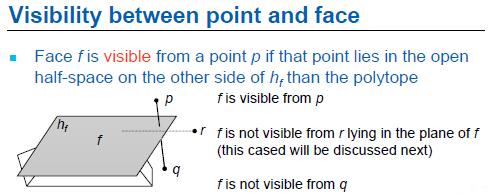 Visibility between point and face
Face f is visible from a point p if that point lies in the open
half-space on the other side of hf than the polytope
p
f is visible from p
hf
f
r
f is not visible from r lying in the plane of f
(this cased will be discussed next)
q
f is not visible from q